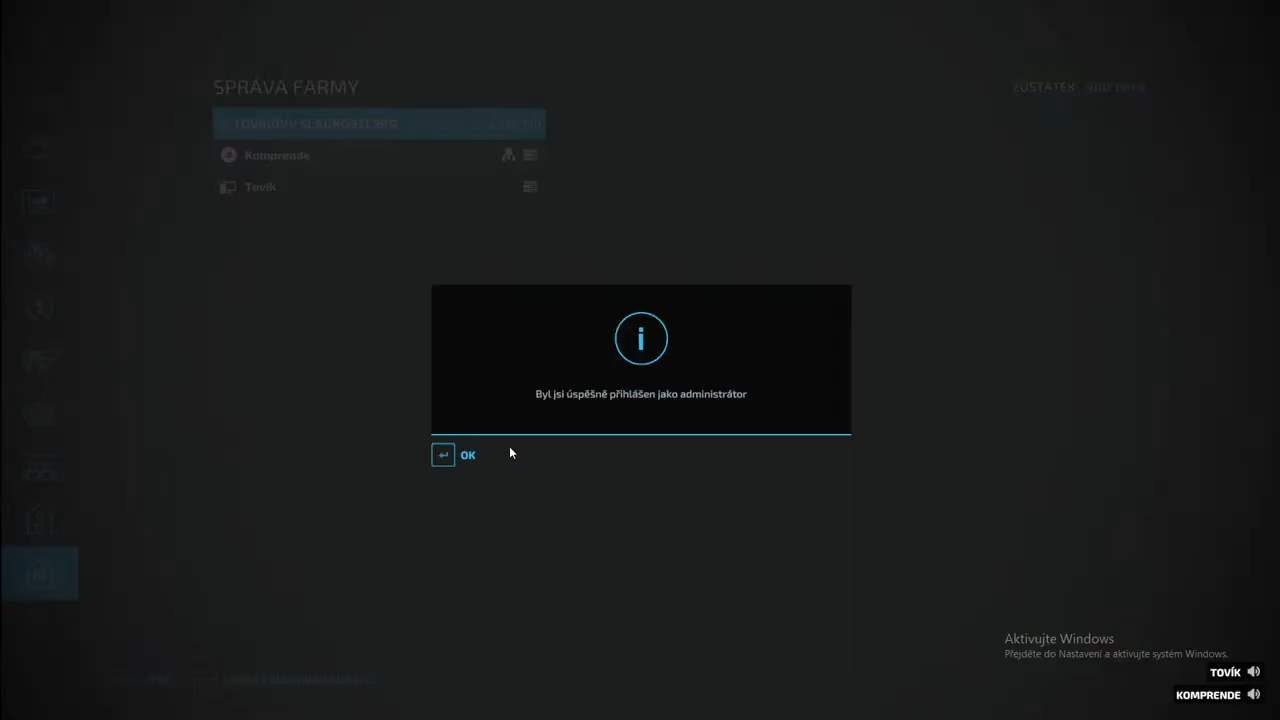 SPRÁVA FARMY
ZŮSTATEK:
Komprende
Tovík
Byl jsi úspěšně přihlášen jako administrátor
OK
Aktivujte Windows
Přejděte do Nastavení a aktivujte systém Windows.
TOVÍK
KOMPRENDE